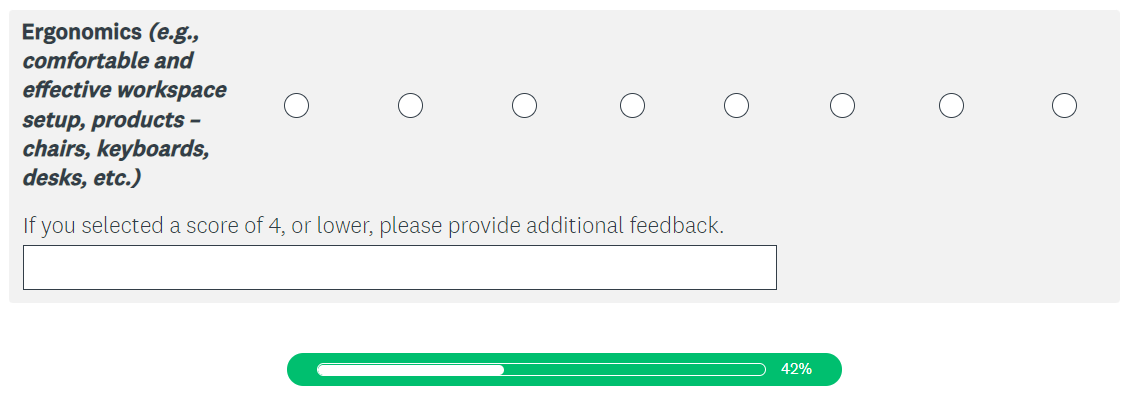 Ergonomics (e.g.,
comfortable and
effective workspace
setup, products –
chairs, keyboards,
desks, etc.)
If you selected a score of 4, or lower, please provide additional feedback.
42%